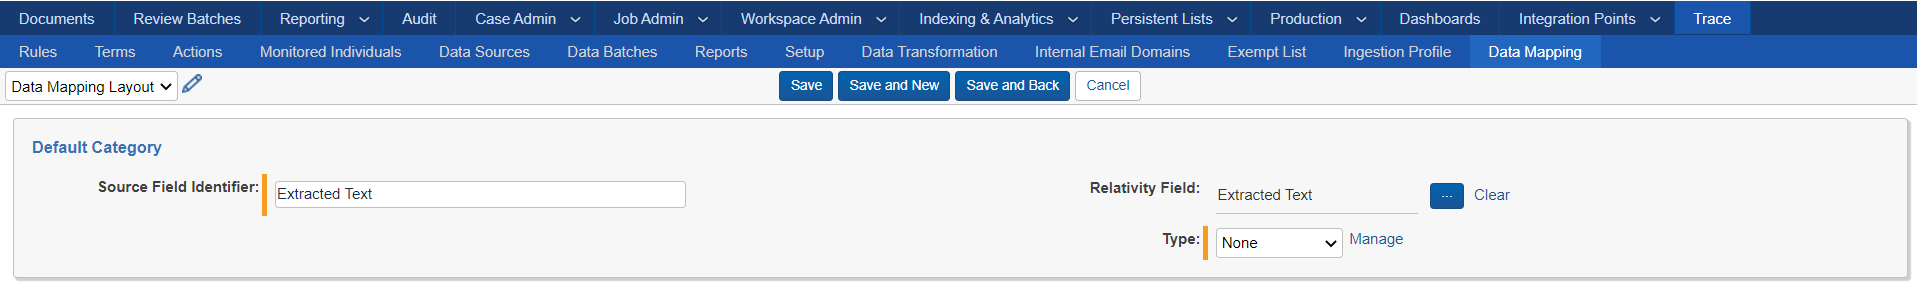 Documents Review Batches Reporting Audit Case Admin Job Admin Workspace Admin Indexing & Analytics Persistent Lists Production Dashboards Integration Points Trace
Rules Terms Actions Monitored Individuals Data Sources Data Batches Reports Setup Data Transformation Internal Email Domains Exempt List Ingestion Profile Data Mapping
Data Mapping Layout Save Save and New Save and Back Cancel
Default Category
Source Field Identifier: Extracted Text Relativity Field: Extracted Text ... Clear
Type: None Manage